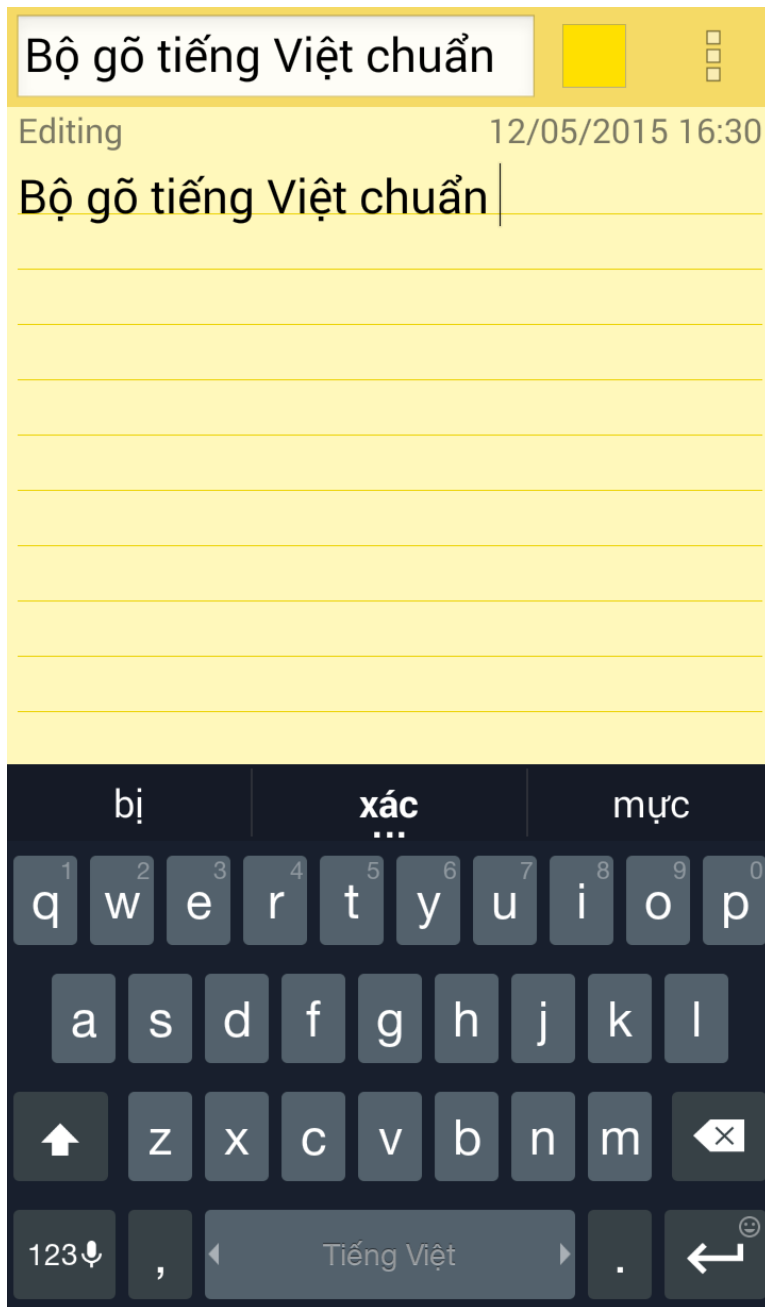 Bộ gõ tiếng Việt chuẩn
Editing 12/05/2015 16:30
Bộ gõ tiếng Việt chuẩn
bị xác mực
1 2 3 4 5 6 7 8 9 0
q w e r t y u i o p
a s d f g h j k l
z x c v b n m
123 , Tiếng Việt .